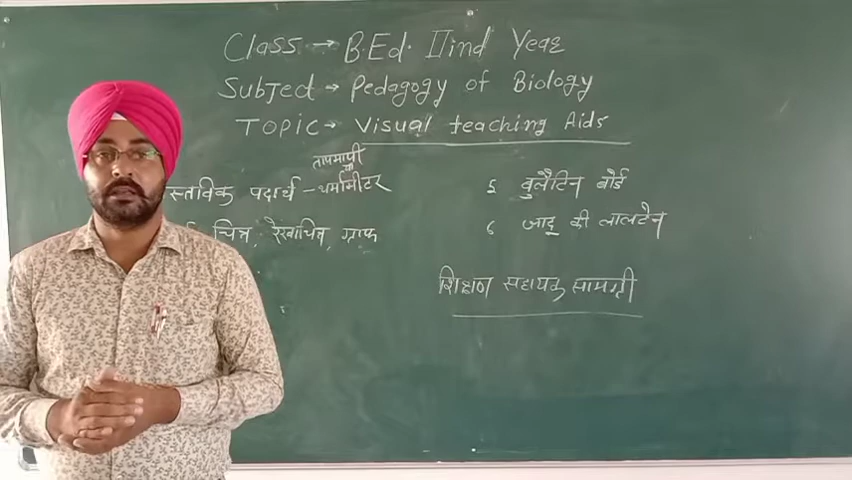 Class → B.Ed. IInd Year
Subject → Pedagogy of Biology
Topic → Visual teaching Aids
तापमापी
या
स्तविक पदार्थ – थर्मामीटर
चित्र, रेखाचित्र, ग्राफ
5 बुलैटिन बोर्ड
6 जादू की लालटेन
शिक्षण सहायक सामग्री